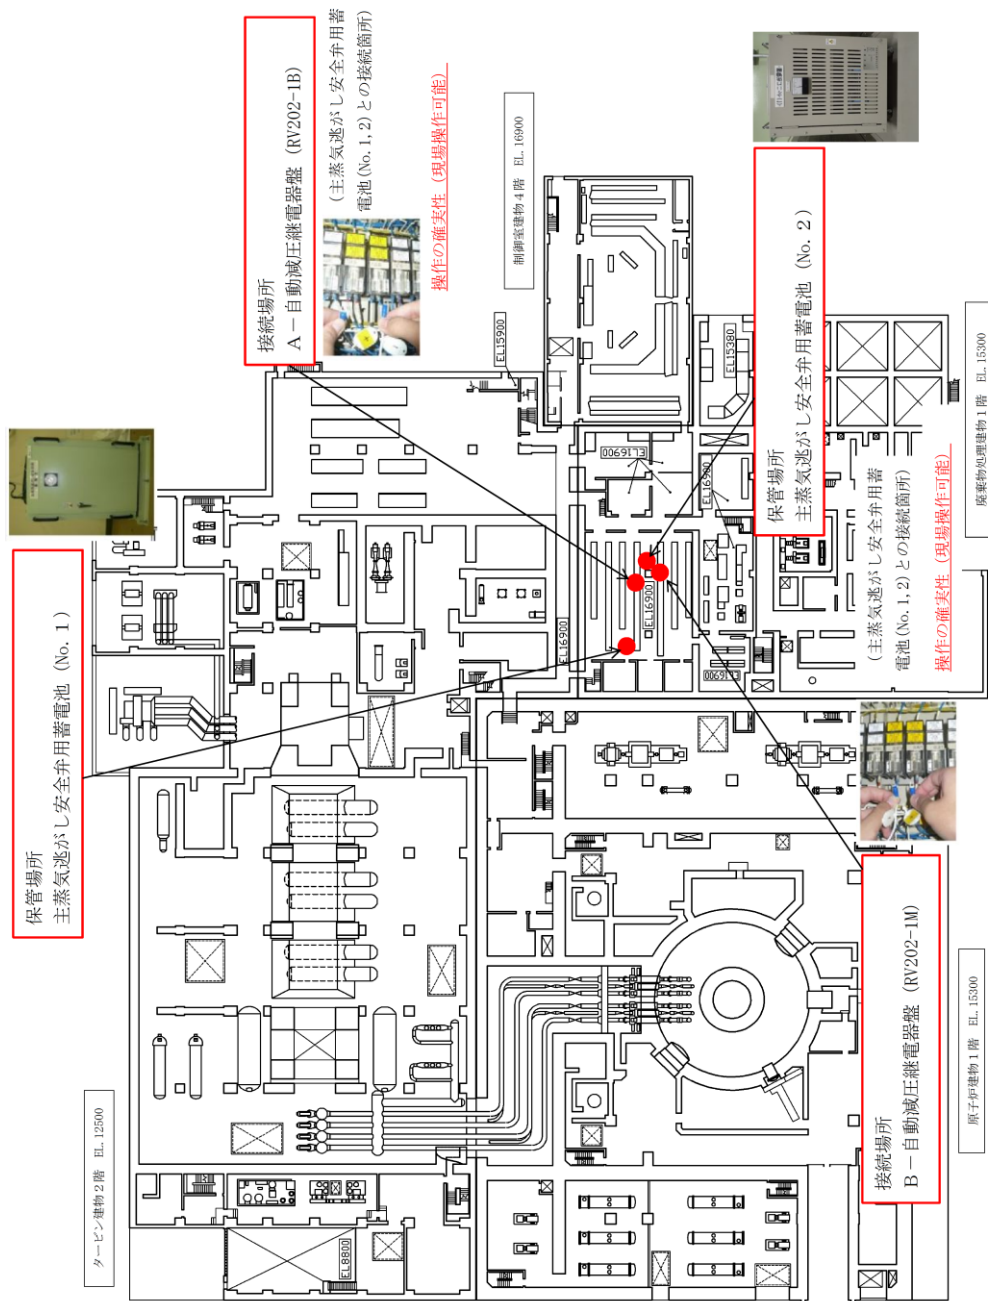 保管場所
主蒸気逃がし安全弁用蓄電池（No. 1）
接続場所
A－自動減圧継電器盤（RV202-1B）
（主蒸気逃がし安全弁用蓄
電池(No. 1, 2) との接続箇所）
操作の確実性（現場操作可能）
保管場所
主蒸気逃がし安全弁用蓄電池（No. 2）
接続場所
B－自動減圧継電器盤（RV202-1M）
（主蒸気逃がし安全弁用蓄
電池(No. 1, 2) との接続箇所）
操作の確実性（現場操作可能）
タービン建物2階 EL. 12500
制御室建物4階 EL. 16900
廃棄物処理建物1階 EL. 15300
原子炉建物1階 EL. 15300
EL15900
EL15380
EL16900
EL16900
EL16900
EL16900
EL16900
EL8800